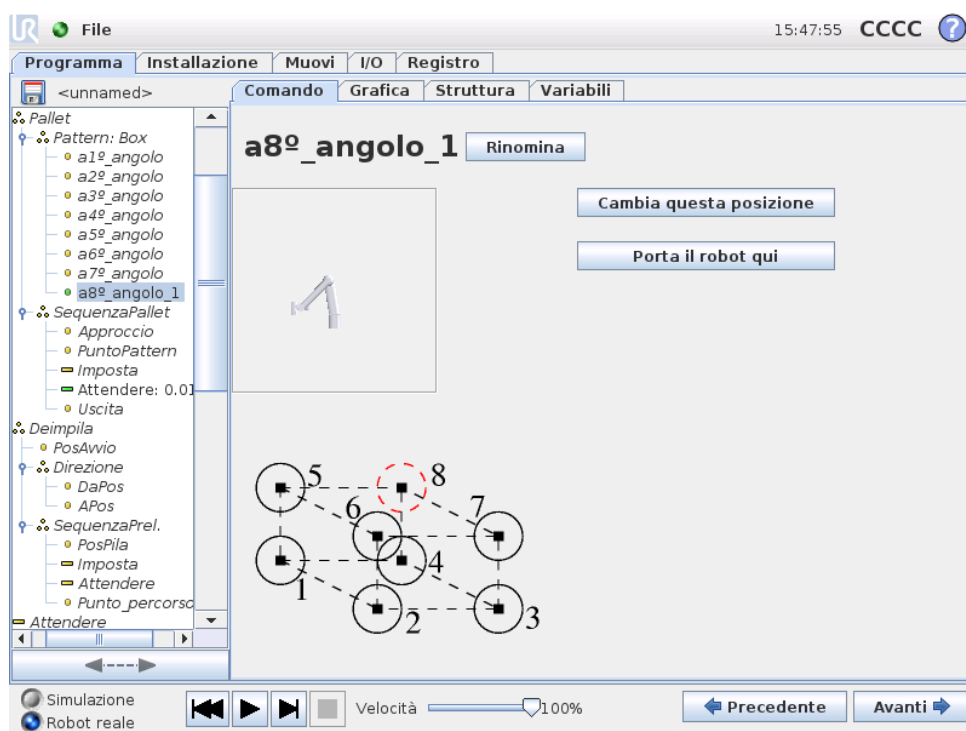 UR File 15:47:55 CCCC ?
Programma Installazione Muovi I/O Registro
<unnamed>
Comando Grafica Struttura Variabili
Pallet
Pattern: Box
a1º_angolo
a2º_angolo
a3º_angolo
a4º_angolo
a5º_angolo
a6º_angolo
a7º_angolo
a8º_angolo_1
SequenzaPallet
Approccio
PuntoPattern
Imposta
Attendere: 0.01
Uscita
Deimpila
PosAvvio
Direzione
DaPos
APos
SequenzaPrel.
PosPila
Imposta
Attendere
Punto_percorso
Attendere
a8º_angolo_1 Rinomina
Cambia questa posizione
Porta il robot qui
5 8
6 7
1 4
2 3
Simulazione
Robot reale
Velocità 100%
Precedente Avanti